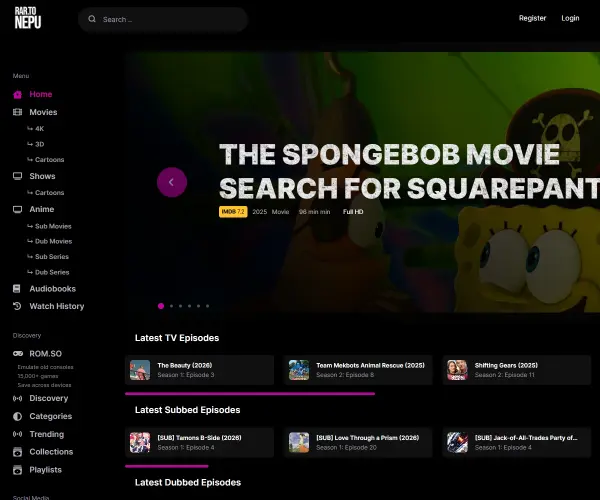 RAR.TO
NEPU
Search ..
Register
Login
Menu
Home
Movies
↳ 4K
↳ 3D
↳ Cartoons
Shows
↳ Cartoons
Anime
↳ Sub Movies
↳ Dub Movies
↳ Sub Series
↳ Dub Series
Audiobooks
Watch History
Discovery
ROM.SO
Emulate old consoles
15,000+ games
Save across devices
Discovery
Categories
Trending
Collections
Playlists
Social Media
THE SPONGEBOB MOVIE
SEARCH FOR SQUAREPANT
IMDB 7.2 2025 Movie 96 min min Full HD
Latest TV Episodes
The Beauty (2026)
Season 1: Episode 3
Team Mekbots Animal Rescue (2025)
Season 2: Episode 8
Shifting Gears (2025)
Season 2: Episode 11
Latest Subbed Episodes
[SUB] Tamons B-Side (2026)
Season 1: Episode 4
[SUB] Love Through a Prism (2026)
Season 1: Episode 20
[SUB] Jack-of-All-Trades Party of...
Season 1: Episode 4
Latest Dubbed Episodes